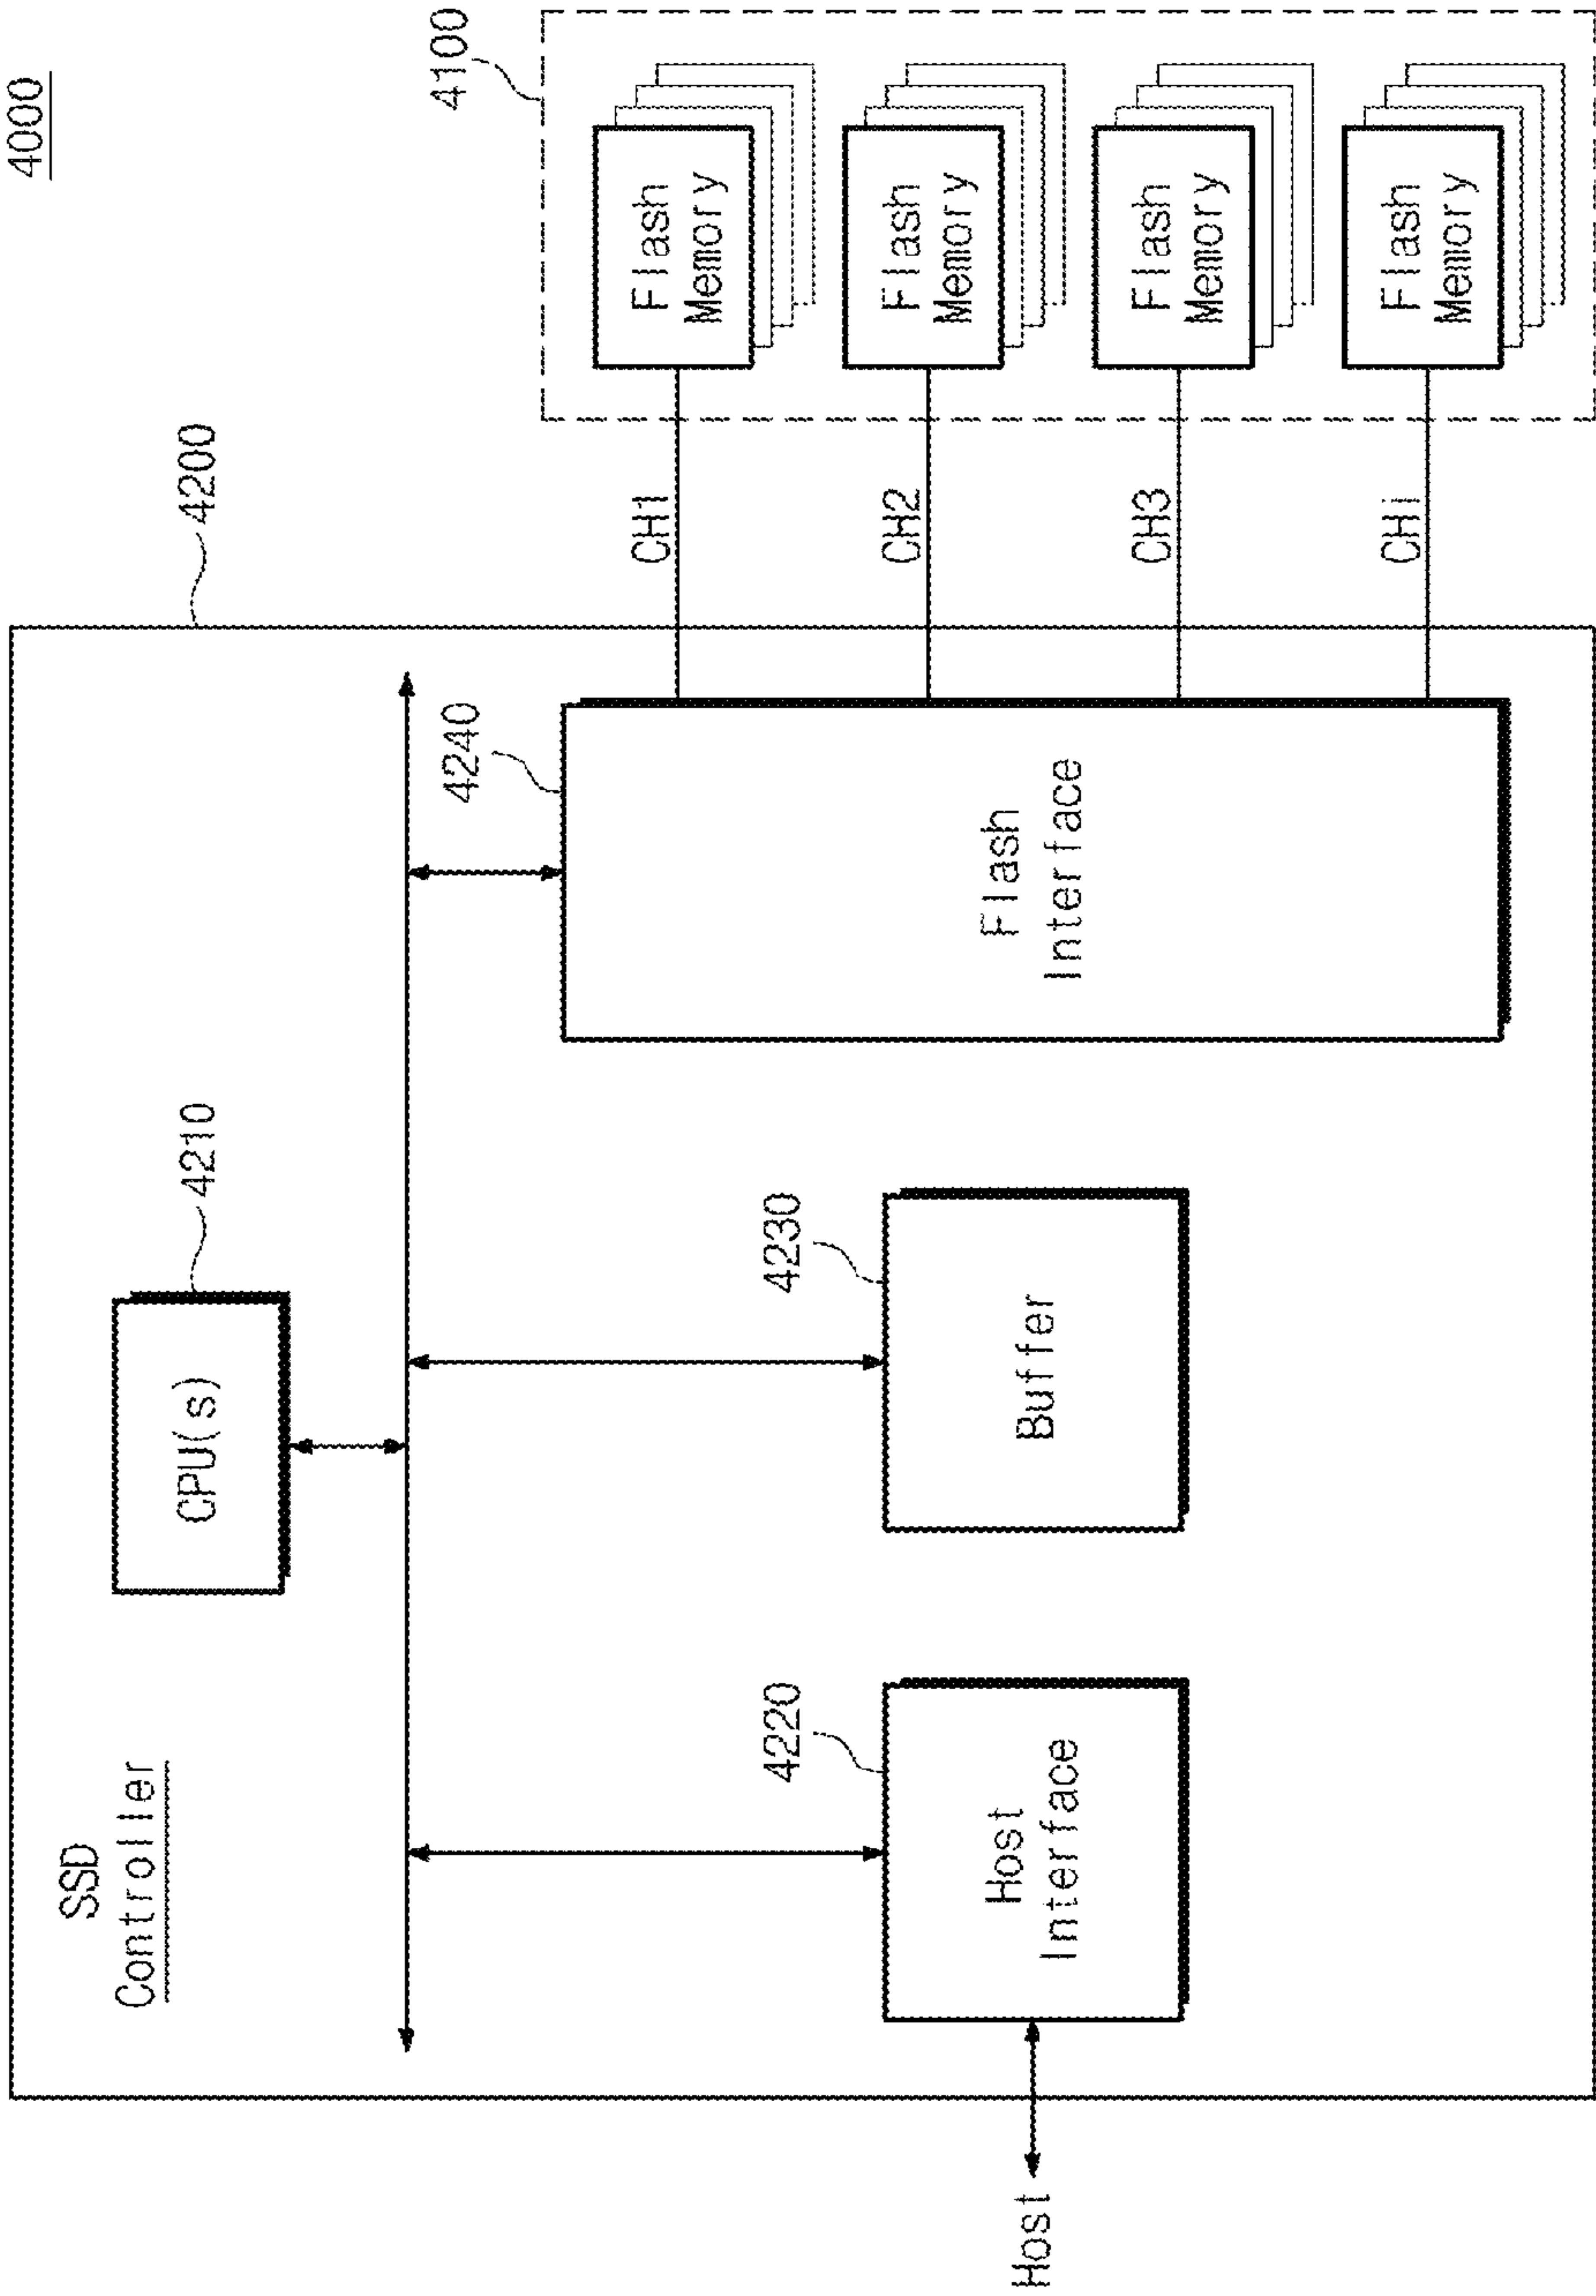 4000
SSD
Controller
4200
CPU(s)
4210
4100
4220
4230
4240
Host
Host
Interface
Buffer
Flash
Interface
CH1
Flash
Memory
CH2
Flash
Memory
CH3
Flash
Memory
CHi
Flash
Memory